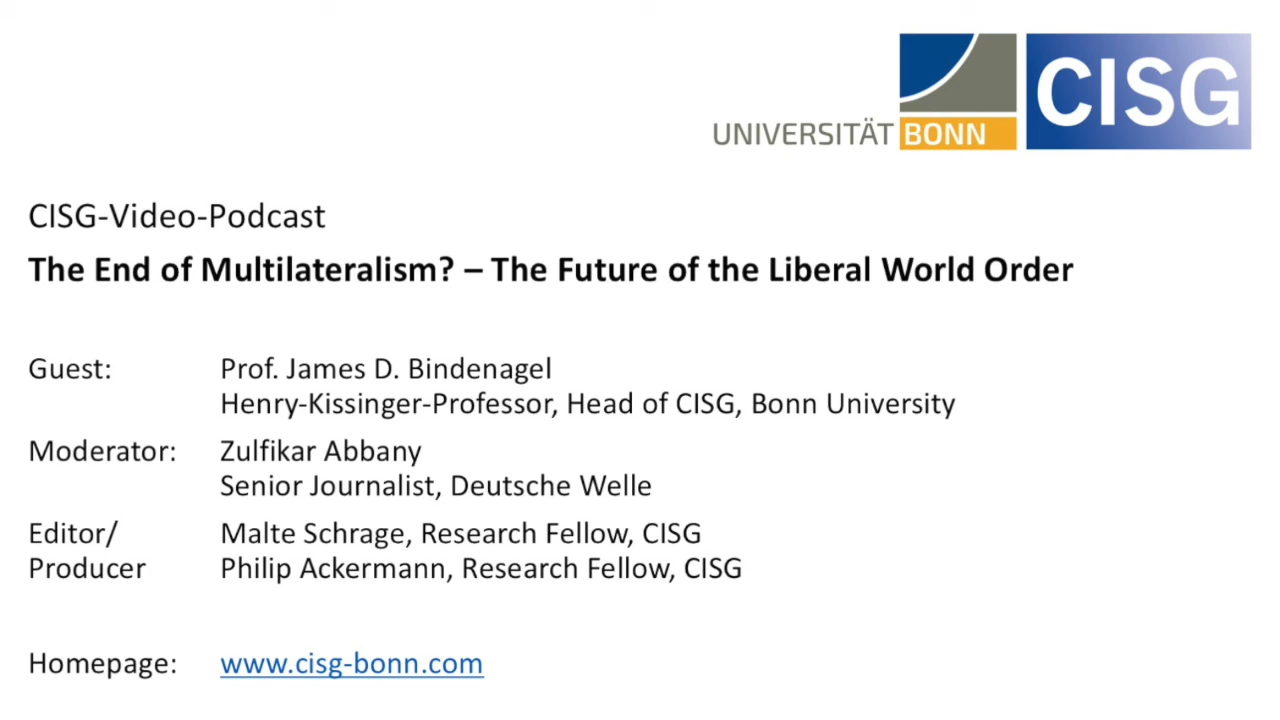 UNIVERSITÄT BONN
CISG
CISG-Video-Podcast
The End of Multilateralism? – The Future of the Liberal World Order
Guest: Prof. James D. Bindenagel
Henry-Kissinger-Professor, Head of CISG, Bonn University
Moderator: Zulfikar Abbany
Senior Journalist, Deutsche Welle
Editor/ Malte Schrage, Research Fellow, CISG
Producer Philip Ackermann, Research Fellow, CISG
Homepage: www.cisg-bonn.com